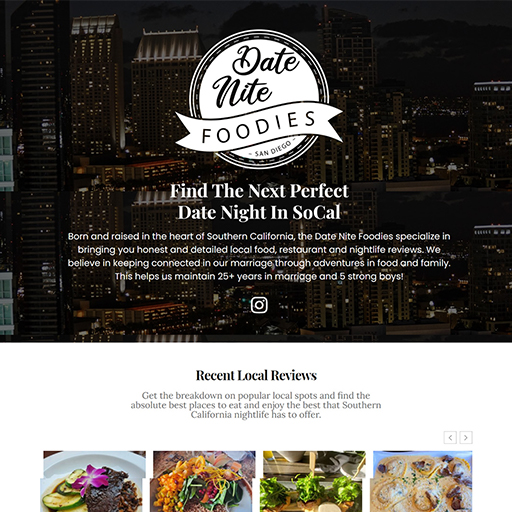 Date
Nite
FOODIES
- SAN DIEGO -
Find The Next Perfect
Date Night In SoCal
Born and raised in the heart of Southern California, the Date Nite Foodies specialize in
bringing you honest and detailed local food, restaurant and nightlife reviews. We
believe in keeping connected in our marriage through adventures in food and family.
This helps us maintain 25+ years in marriage and 5 strong boys!
Recent Local Reviews
Get the breakdown on popular local spots and find the
absolute best places to eat and enjoy the best that Southern
California nightlife has to offer.